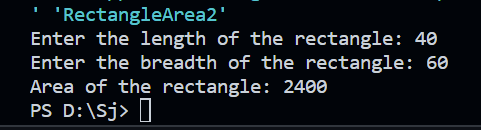 ' 'RectangleArea2'
Enter the length of the rectangle: 40
Enter the breadth of the rectangle: 60
Area of the rectangle: 2400
PS D:\Sj>